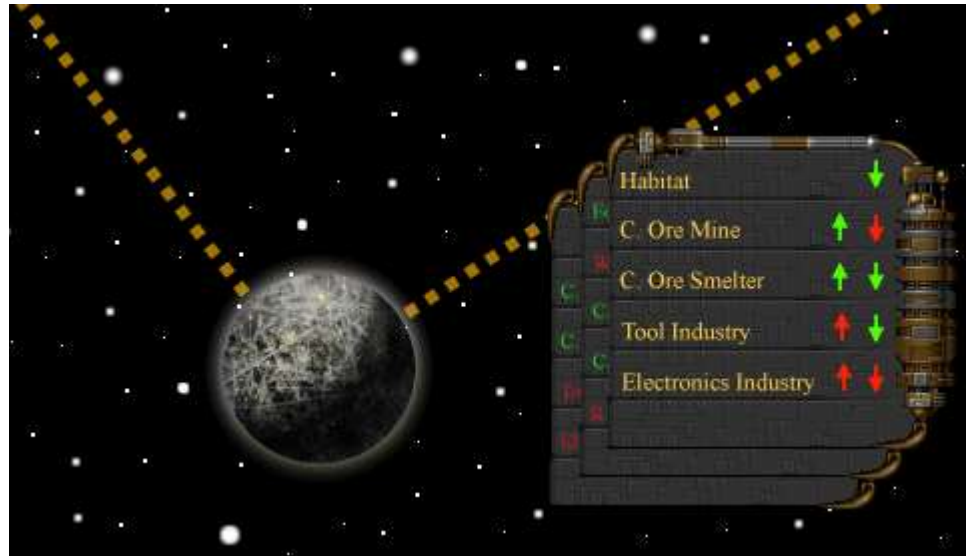 Habitat
C. Ore Mine
C. Ore Smelter
Tool Industry
Electronics Industry
C.
C.
C.
C.